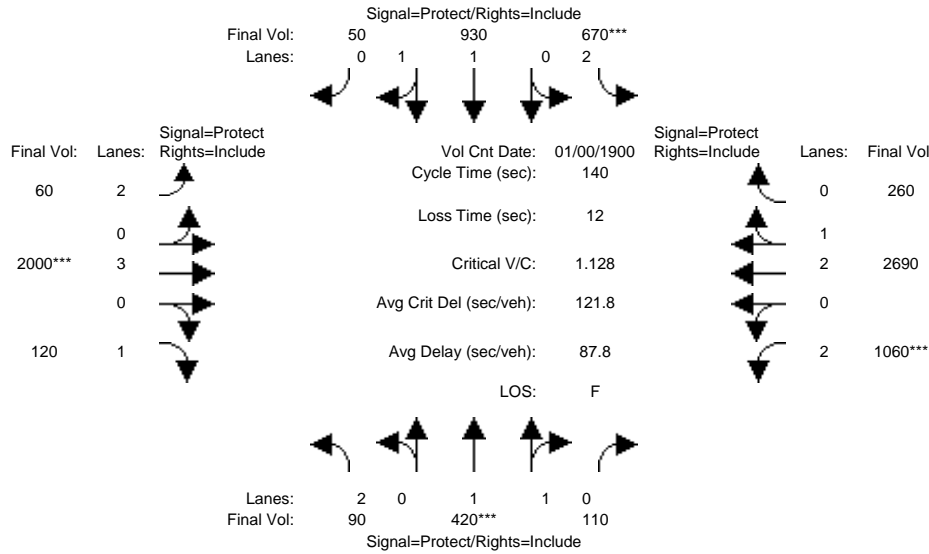 Signal=Protect/Rights=Include
Final Vol: 50 930 670***
Lanes: 0 1 1 0 2
Signal=Protect Signal=Protect
Final Vol: Lanes: Rights=Include Vol Cnt Date: 01/00/1900 Rights=Include Lanes: Final Vol
Cycle Time (sec): 140
60 2 0 260
Loss Time (sec): 12
0 1
2000*** 3 Critical V/C: 1.128 2 2690
0 Avg Crit Del (sec/veh): 121.8 0
120 1 Avg Delay (sec/veh): 87.8 2 1060***
LOS: F
Lanes: 2 0 1 1 0
Final Vol: 90 420*** 110
Signal=Protect/Rights=Include